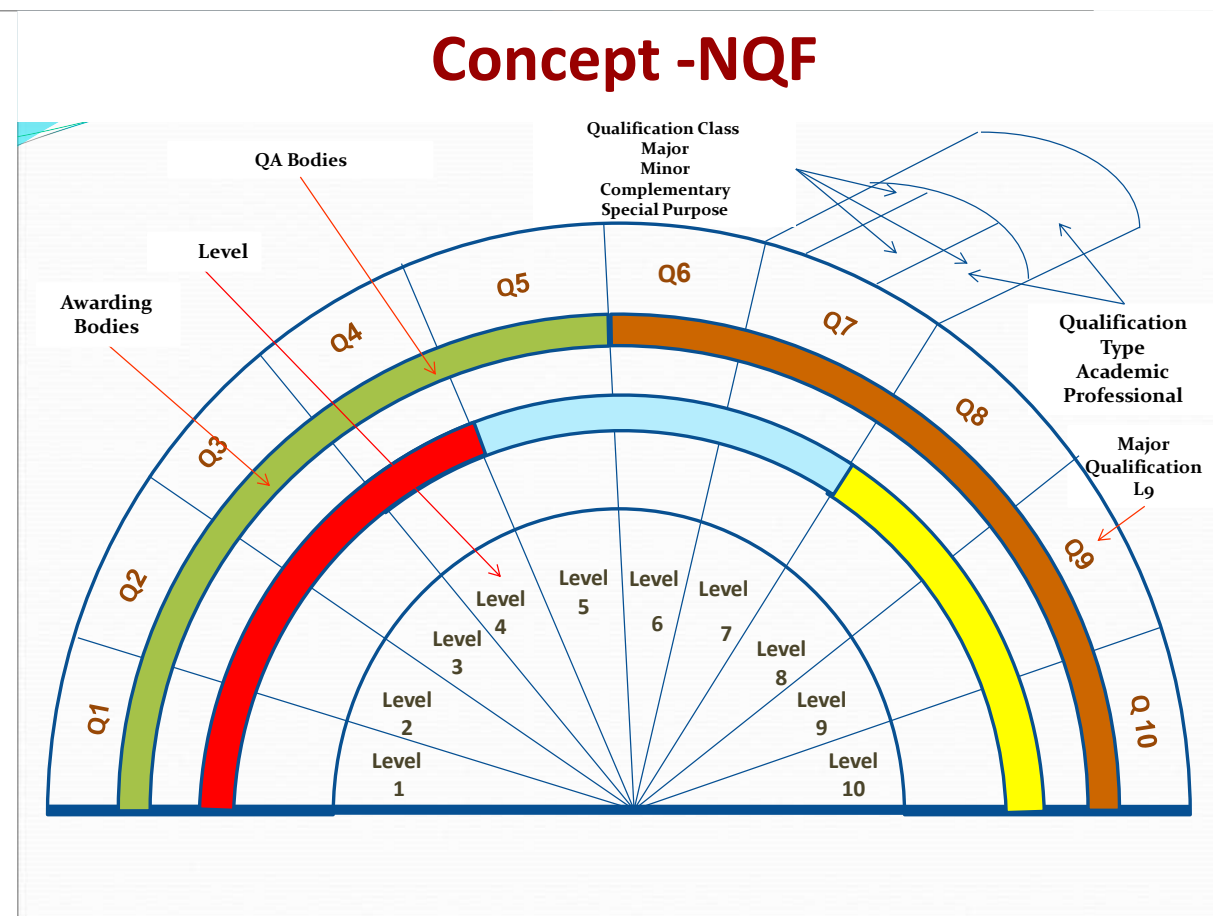 Concept -NQF
Qualification Class
Major
Minor
Complementary
Special Purpose
QA Bodies
Level
Awarding
Bodies
Qualification
Type
Academic
Professional
Major
Qualification
L9
Q1
Q2
Q3
Q4
Q5
Q6
Q7
Q8
Q9
Q 10
Level
1
Level
2
Level
3
Level
4
Level
5
Level
6
Level
7
Level
8
Level
9
Level
10